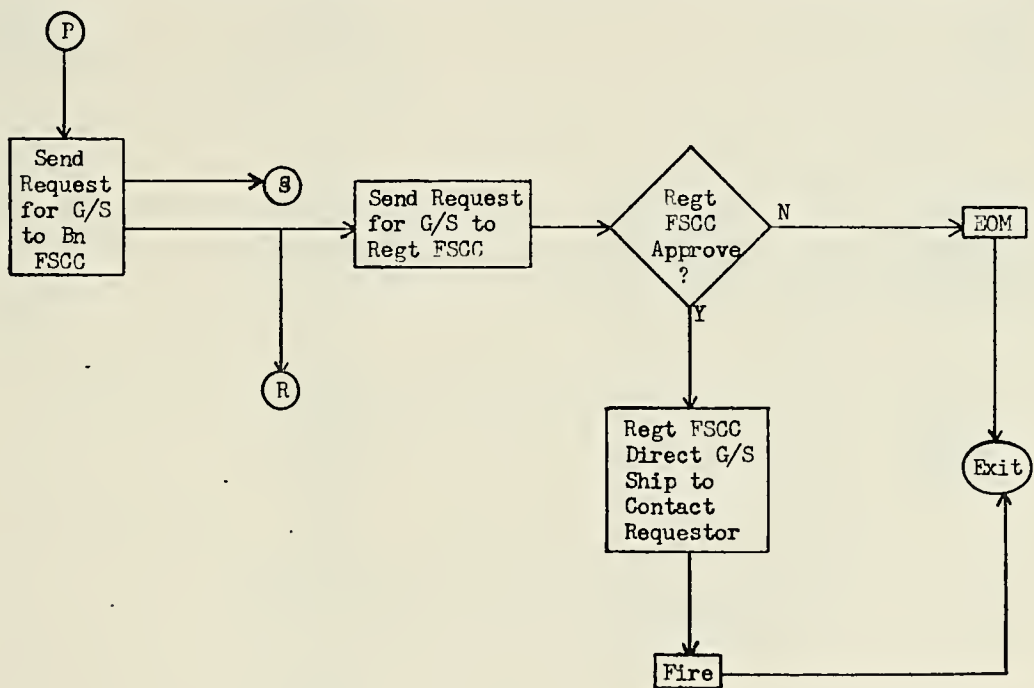 P
Send
Request
for G/S
to Bn
FSCC
S
Send Request
for G/S to
Regt FSCC
R
Regt
FSCC
Approve
?
N
EOM
Y
Regt FSCC
Direct G/S
Ship to
Contact
Requestor
Exit
Fire